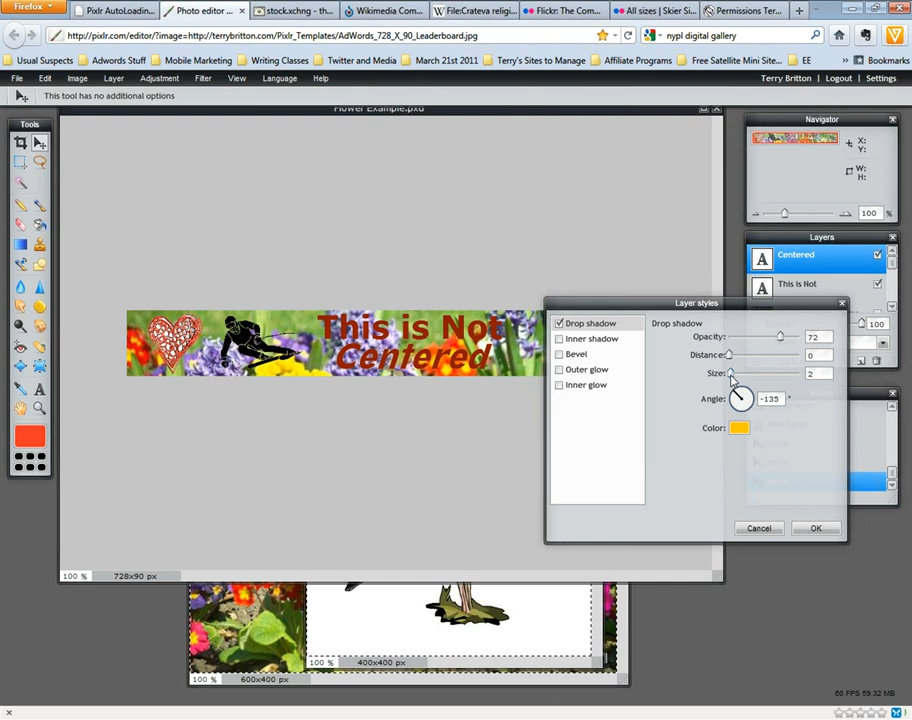 Firefox
Pixlr AutoLoadin...
Photo editor ...
stock.xchng - th...
Wikimedia Com...
File:Crateva religi...
Flickr: The Com...
All sizes | Skier Si...
Permissions Ter...
http://pixlr.com/editor/?image=http://terrybritton.com/Pixlr_Templates/AdWords_728_X_90_Leaderboard.jpg
nypl digital gallery
Usual Suspects
Adwords Stuff
Mobile Marketing
Writing Classes
Twitter and Media
March 21st 2011
Terry's Sites to Manage
Affiliate Programs
Free Satellite Mini Site...
EE
Bookmarks
File Edit Image Layer Adjustment Filter View Language Help
Terry Britton | Logout | Settings
This tool has no additional options
Flower Example.pxd
Tools
Navigator
X:
Y:
W:
H:
100 %
Layers
A Centered
A This is Not
100
This is Not
Centered
Layer styles
Drop shadow
Inner shadow
Bevel
Outer glow
Inner glow
Drop shadow
Opacity: 72
Distance: 0
Size: 2
Angle: -135 °
Color:
Cancel
OK
100 % 728x90 px
100 % 400x400 px
100 % 600x600 px
60 FPS 59.32 MB